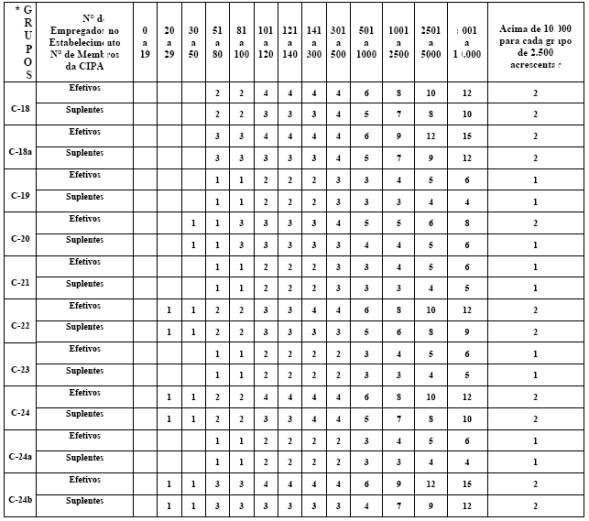 * G R U P O S Nº de Empregados no Estabelecimento Nº de Membros da CIPA 0 a 19 20 a 29 30 a 50 51 a 80 81 a 100 101 a 120 121 a 140 141 a 300 301 a 500 501 a 1000 1001 a 2500 2501 a 5000 5001 a 10.000 Acima de 10.000 para cada grupo de 2.500 acrescentar
C-18 Efetivos 2 2 4 4 4 4 6 8 10 12 2
Suplentes 2 2 3 3 3 4 5 7 8 10 2
C-18a Efetivos 3 3 4 4 4 4 6 9 12 15 2
Suplentes 3 3 3 3 3 4 5 7 9 12 2
C-19 Efetivos 1 1 2 2 2 3 3 4 5 6 1
Suplentes 1 1 2 2 2 3 3 3 4 4 1
C-20 Efetivos 1 1 3 3 3 3 4 5 5 6 8 2
Suplentes 1 1 3 3 3 3 3 4 4 5 6 1
C-21 Efetivos 1 1 2 2 2 3 3 4 5 6 1
Suplentes 1 1 2 2 2 3 3 3 4 5 1
C-22 Efetivos 1 1 2 2 3 3 4 4 6 8 10 12 2
Suplentes 1 1 2 2 3 3 3 3 5 6 8 9 2
C-23 Efetivos 1 1 2 2 2 2 3 4 5 6 1
Suplentes 1 1 2 2 2 2 3 3 4 5 1
C-24 Efetivos 1 1 2 2 4 4 4 4 6 8 10 12 2
Suplentes 1 1 2 2 3 3 4 4 5 7 8 10 2
C-24a Efetivos 1 1 2 2 2 2 3 4 5 6 1
Suplentes 1 1 2 2 2 2 3 3 4 4 1
C-24b Efetivos 1 1 3 3 4 4 4 4 6 9 12 15 2
Suplentes 1 1 3 3 3 3 3 3 4 7 9 12 2